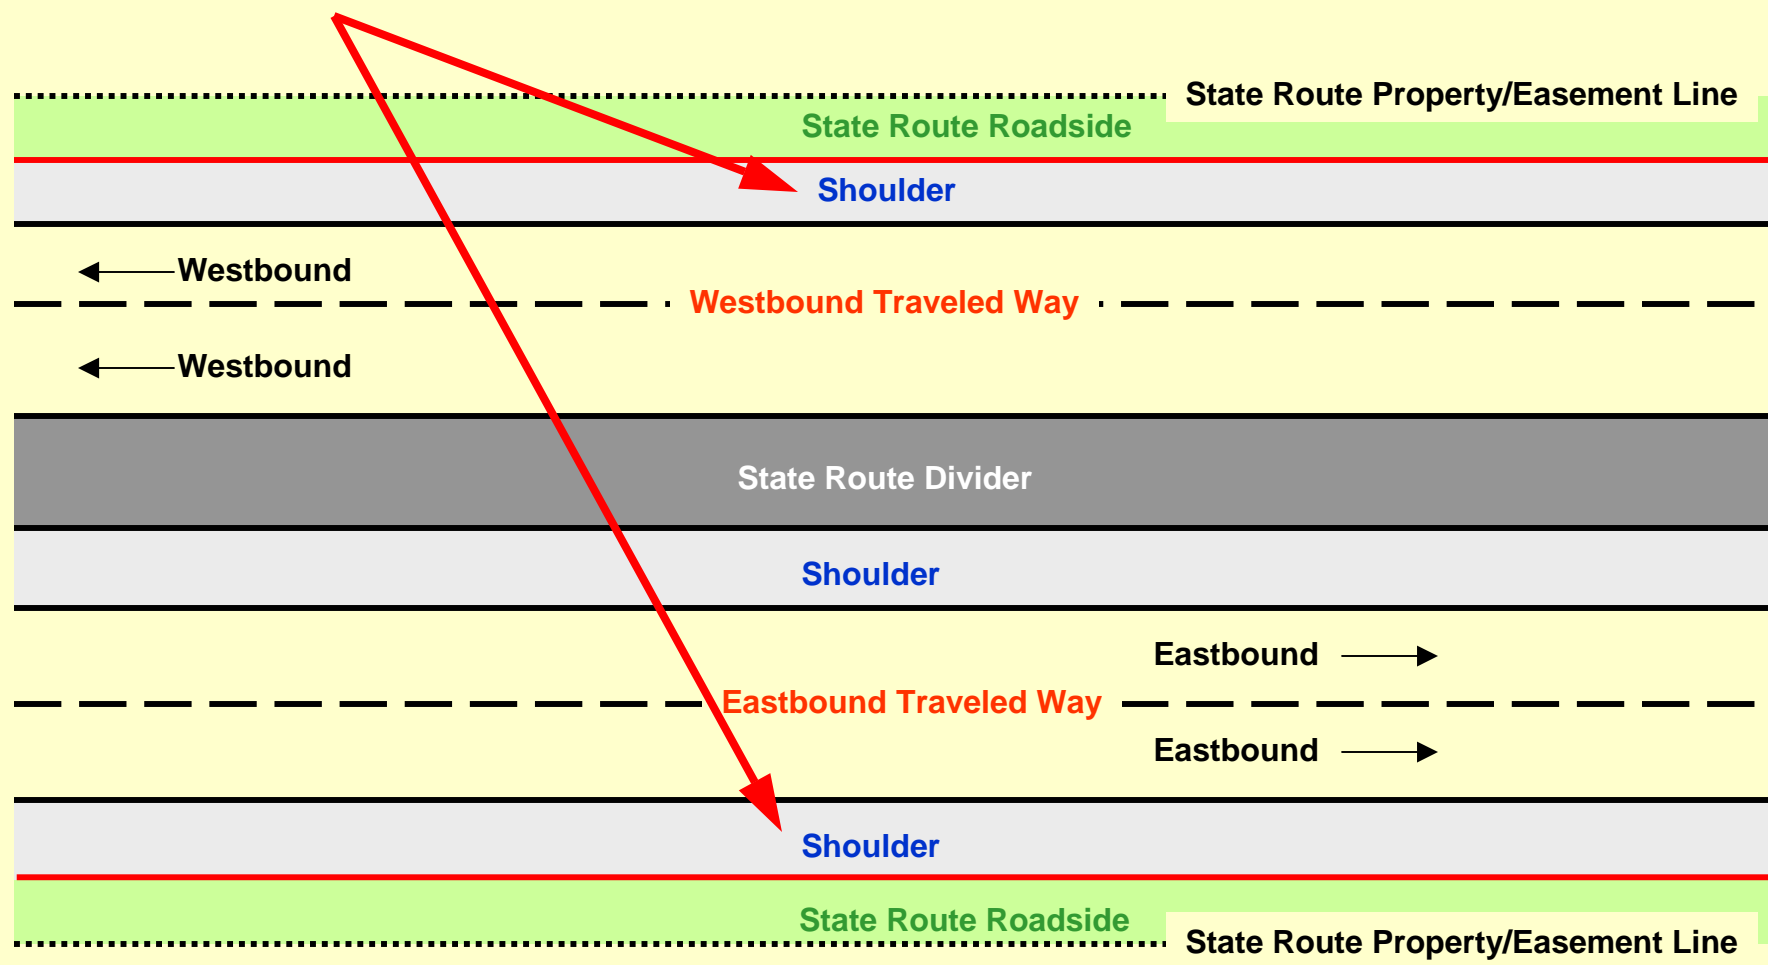 State Route Property/Easement Line
State Route Roadside
Shoulder
Westbound
Westbound Traveled Way
Westbound
State Route Divider
Shoulder
Eastbound
Eastbound Traveled Way
Eastbound
Shoulder
State Route Roadside
State Route Property/Easement Line